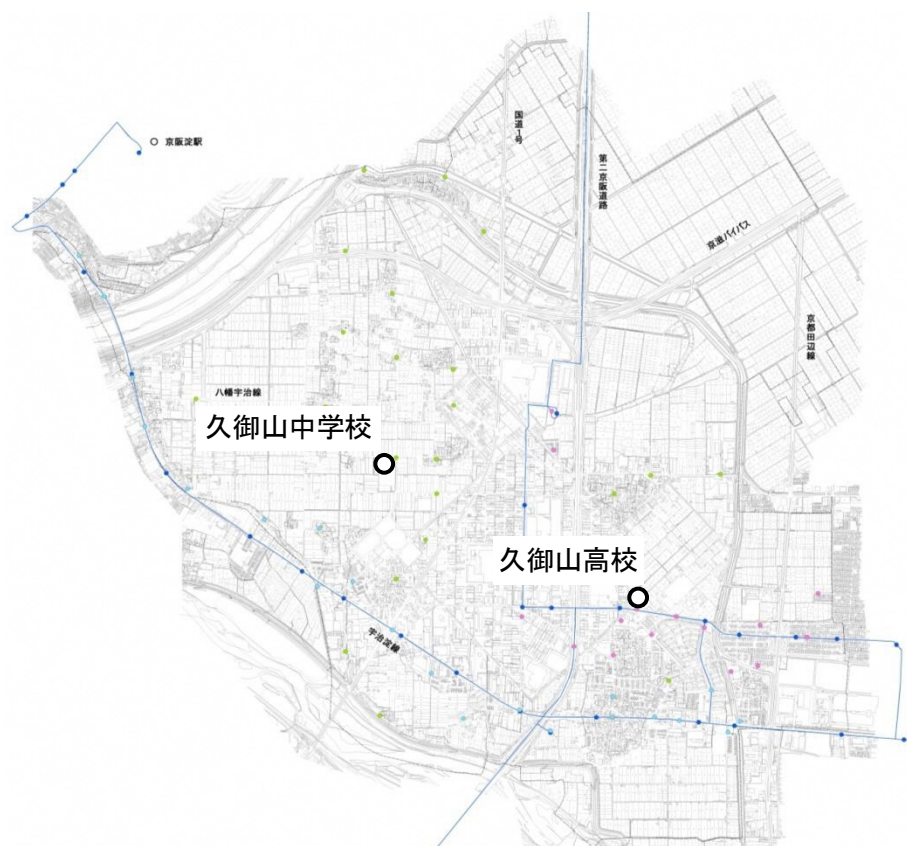 国道1号
京阪淀駅
第二京阪道路
京滋バイパス
京都田辺線
八幡宇治線
久御山中学校
久御山高校
宇治淀線